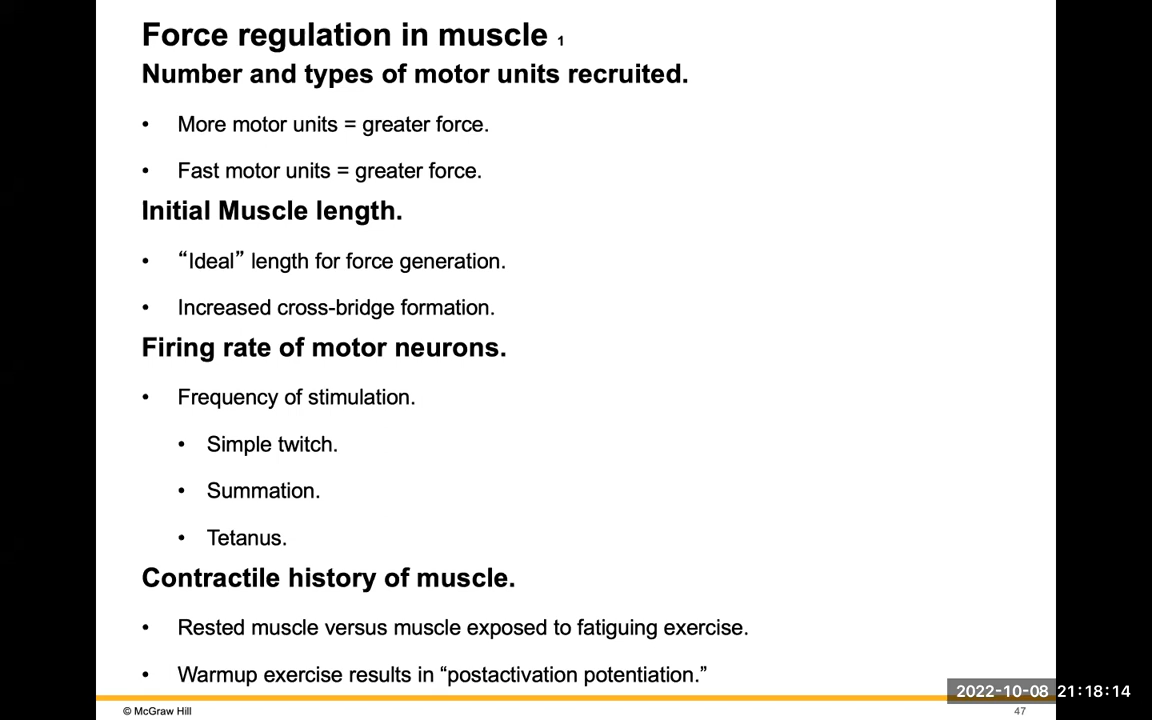 Force regulation in muscle 1
Number and types of motor units recruited.
• More motor units = greater force.
• Fast motor units = greater force.
Initial Muscle length.
• “Ideal” length for force generation.
• Increased cross-bridge formation.
Firing rate of motor neurons.
• Frequency of stimulation.
• Simple twitch.
• Summation.
• Tetanus.
Contractile history of muscle.
• Rested muscle versus muscle exposed to fatiguing exercise.
• Warmup exercise results in “postactivation potentiation.”
2022-10-08 21:18:14
© McGraw Hill
47